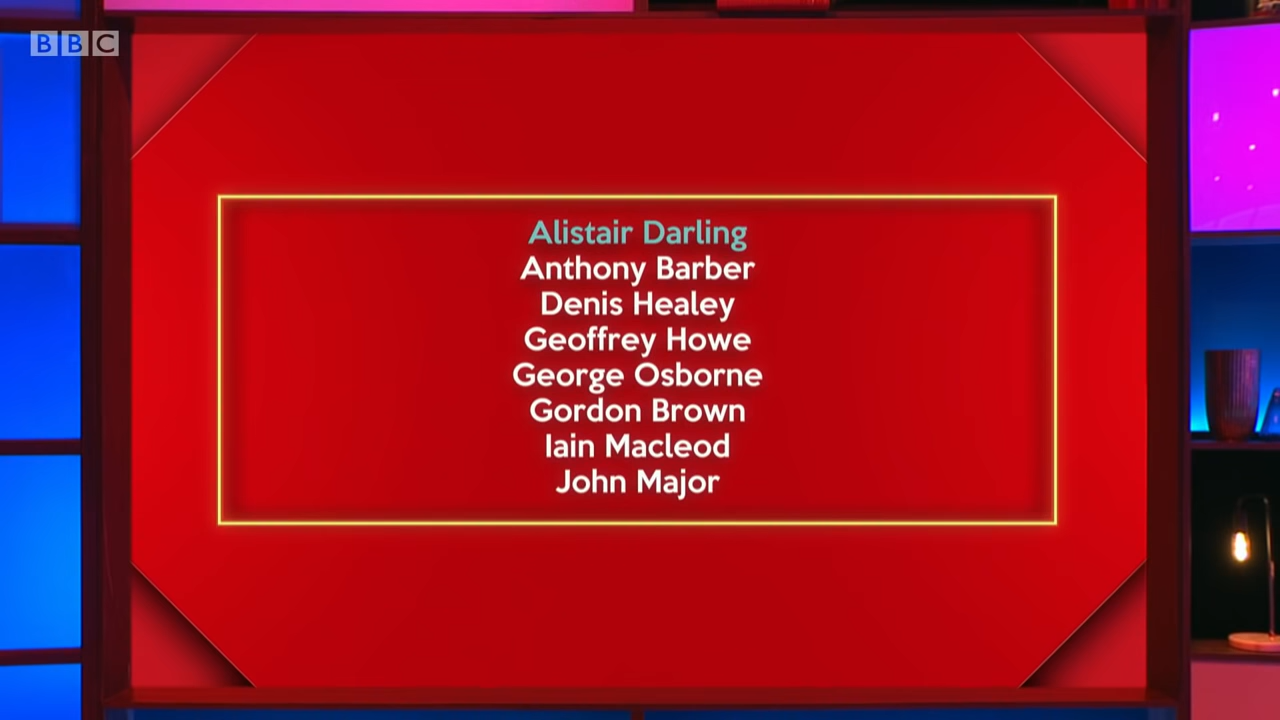 BBC
Alistair Darling
Anthony Barber
Denis Healey
Geoffrey Howe
George Osborne
Gordon Brown
Iain Macleod
John Major